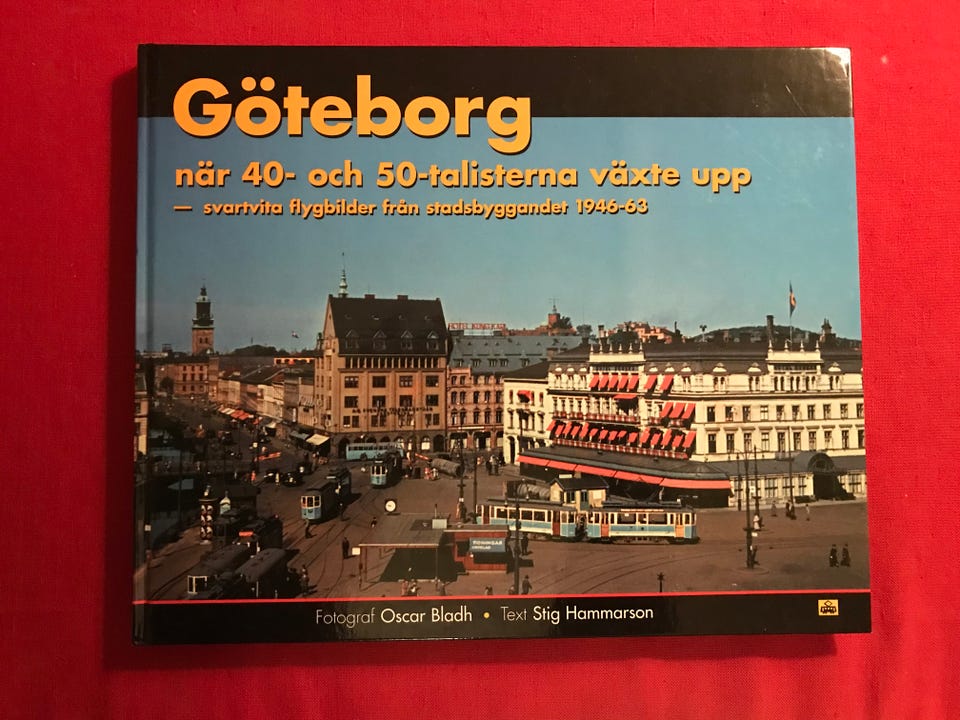 Göteborg
när 40- och 50-talisterna växte upp
— svartvita flygbilder från stadsbyggandet 1946-63
TIDNINGAR
Fotograf Oscar Bladh • Text Stig Hammarson